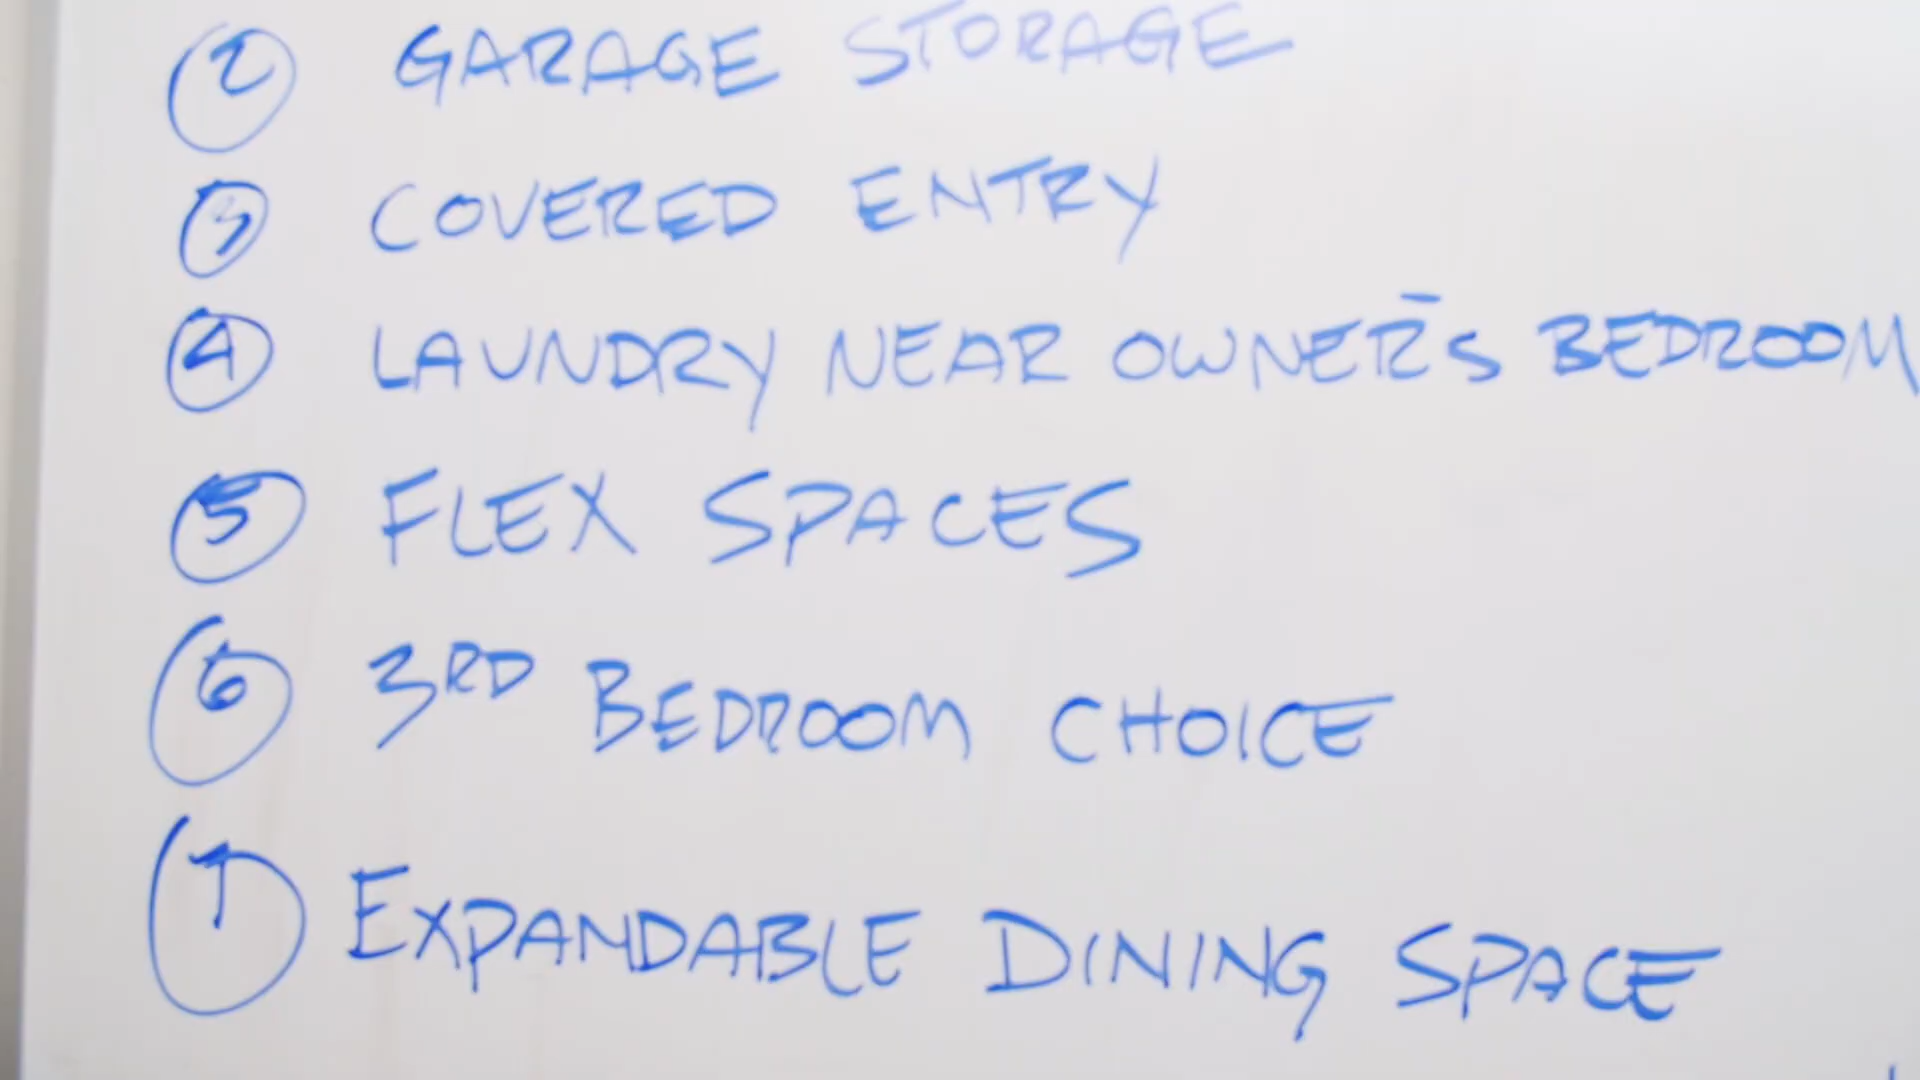 2 GARAGE STORAGE
3 COVERED ENTRY
4 LAUNDRY NEAR OWNER'S BEDROOM
5 FLEX SPACES
6 3RD BEDROOM CHOICE
7 EXPANDABLE DINING SPACE